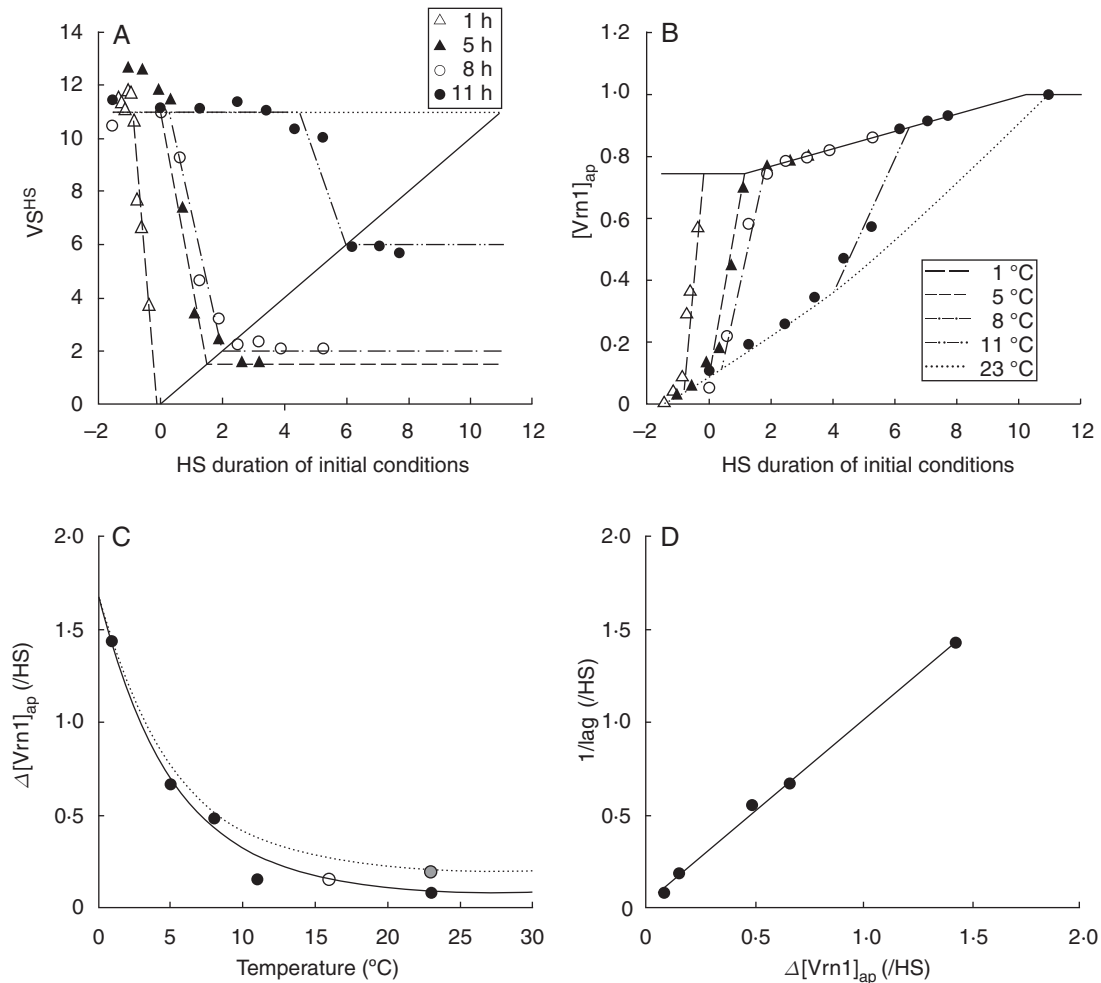 A
14
12
10
8
6
4
2
0
–2
0
2
4
6
8
10
12
VS^HS
HS duration of initial conditions
1 h
5 h
8 h
11 h
B
1·0
0·8
0·6
0·4
0·2
0
–2
0
2
4
6
8
10
12
[Vrn1]ap
HS duration of initial conditions
1 °C
5 °C
8 °C
11 °C
23 °C
C
2·0
1·5
1·0
0·5
0
0
5
10
15
20
25
30
Δ[Vrn1]ap (/HS)
Temperature (°C)
D
2·0
1·5
1·0
0·5
0
0
0·5
1·0
1·5
2·0
1/lag (/HS)
Δ[Vrn1]ap (/HS)